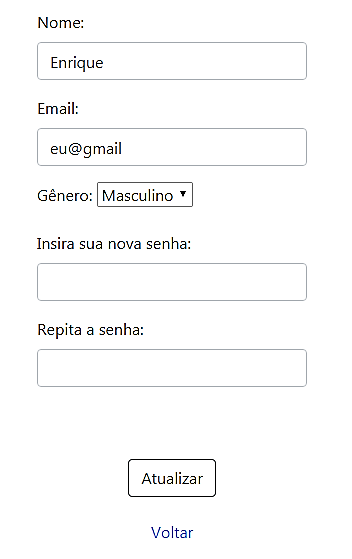 Nome:
Enrique
Email:
eu@gmail
Gênero: Masculino
Insira sua nova senha:
Repita a senha:
Atualizar
Voltar